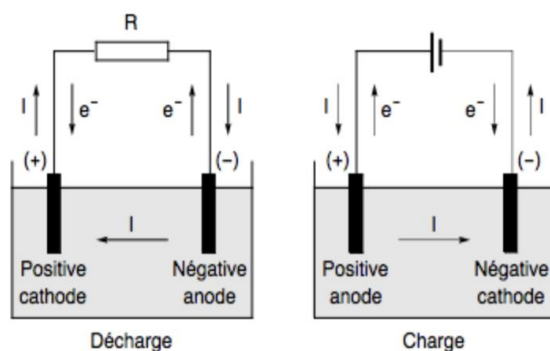 R
I e⁻ e⁻ I
(+) (−)
I
Positive cathode
Négative anode
Décharge
I e⁻ e⁻ I
(+) (−)
I
Positive anode
Négative cathode
Charge